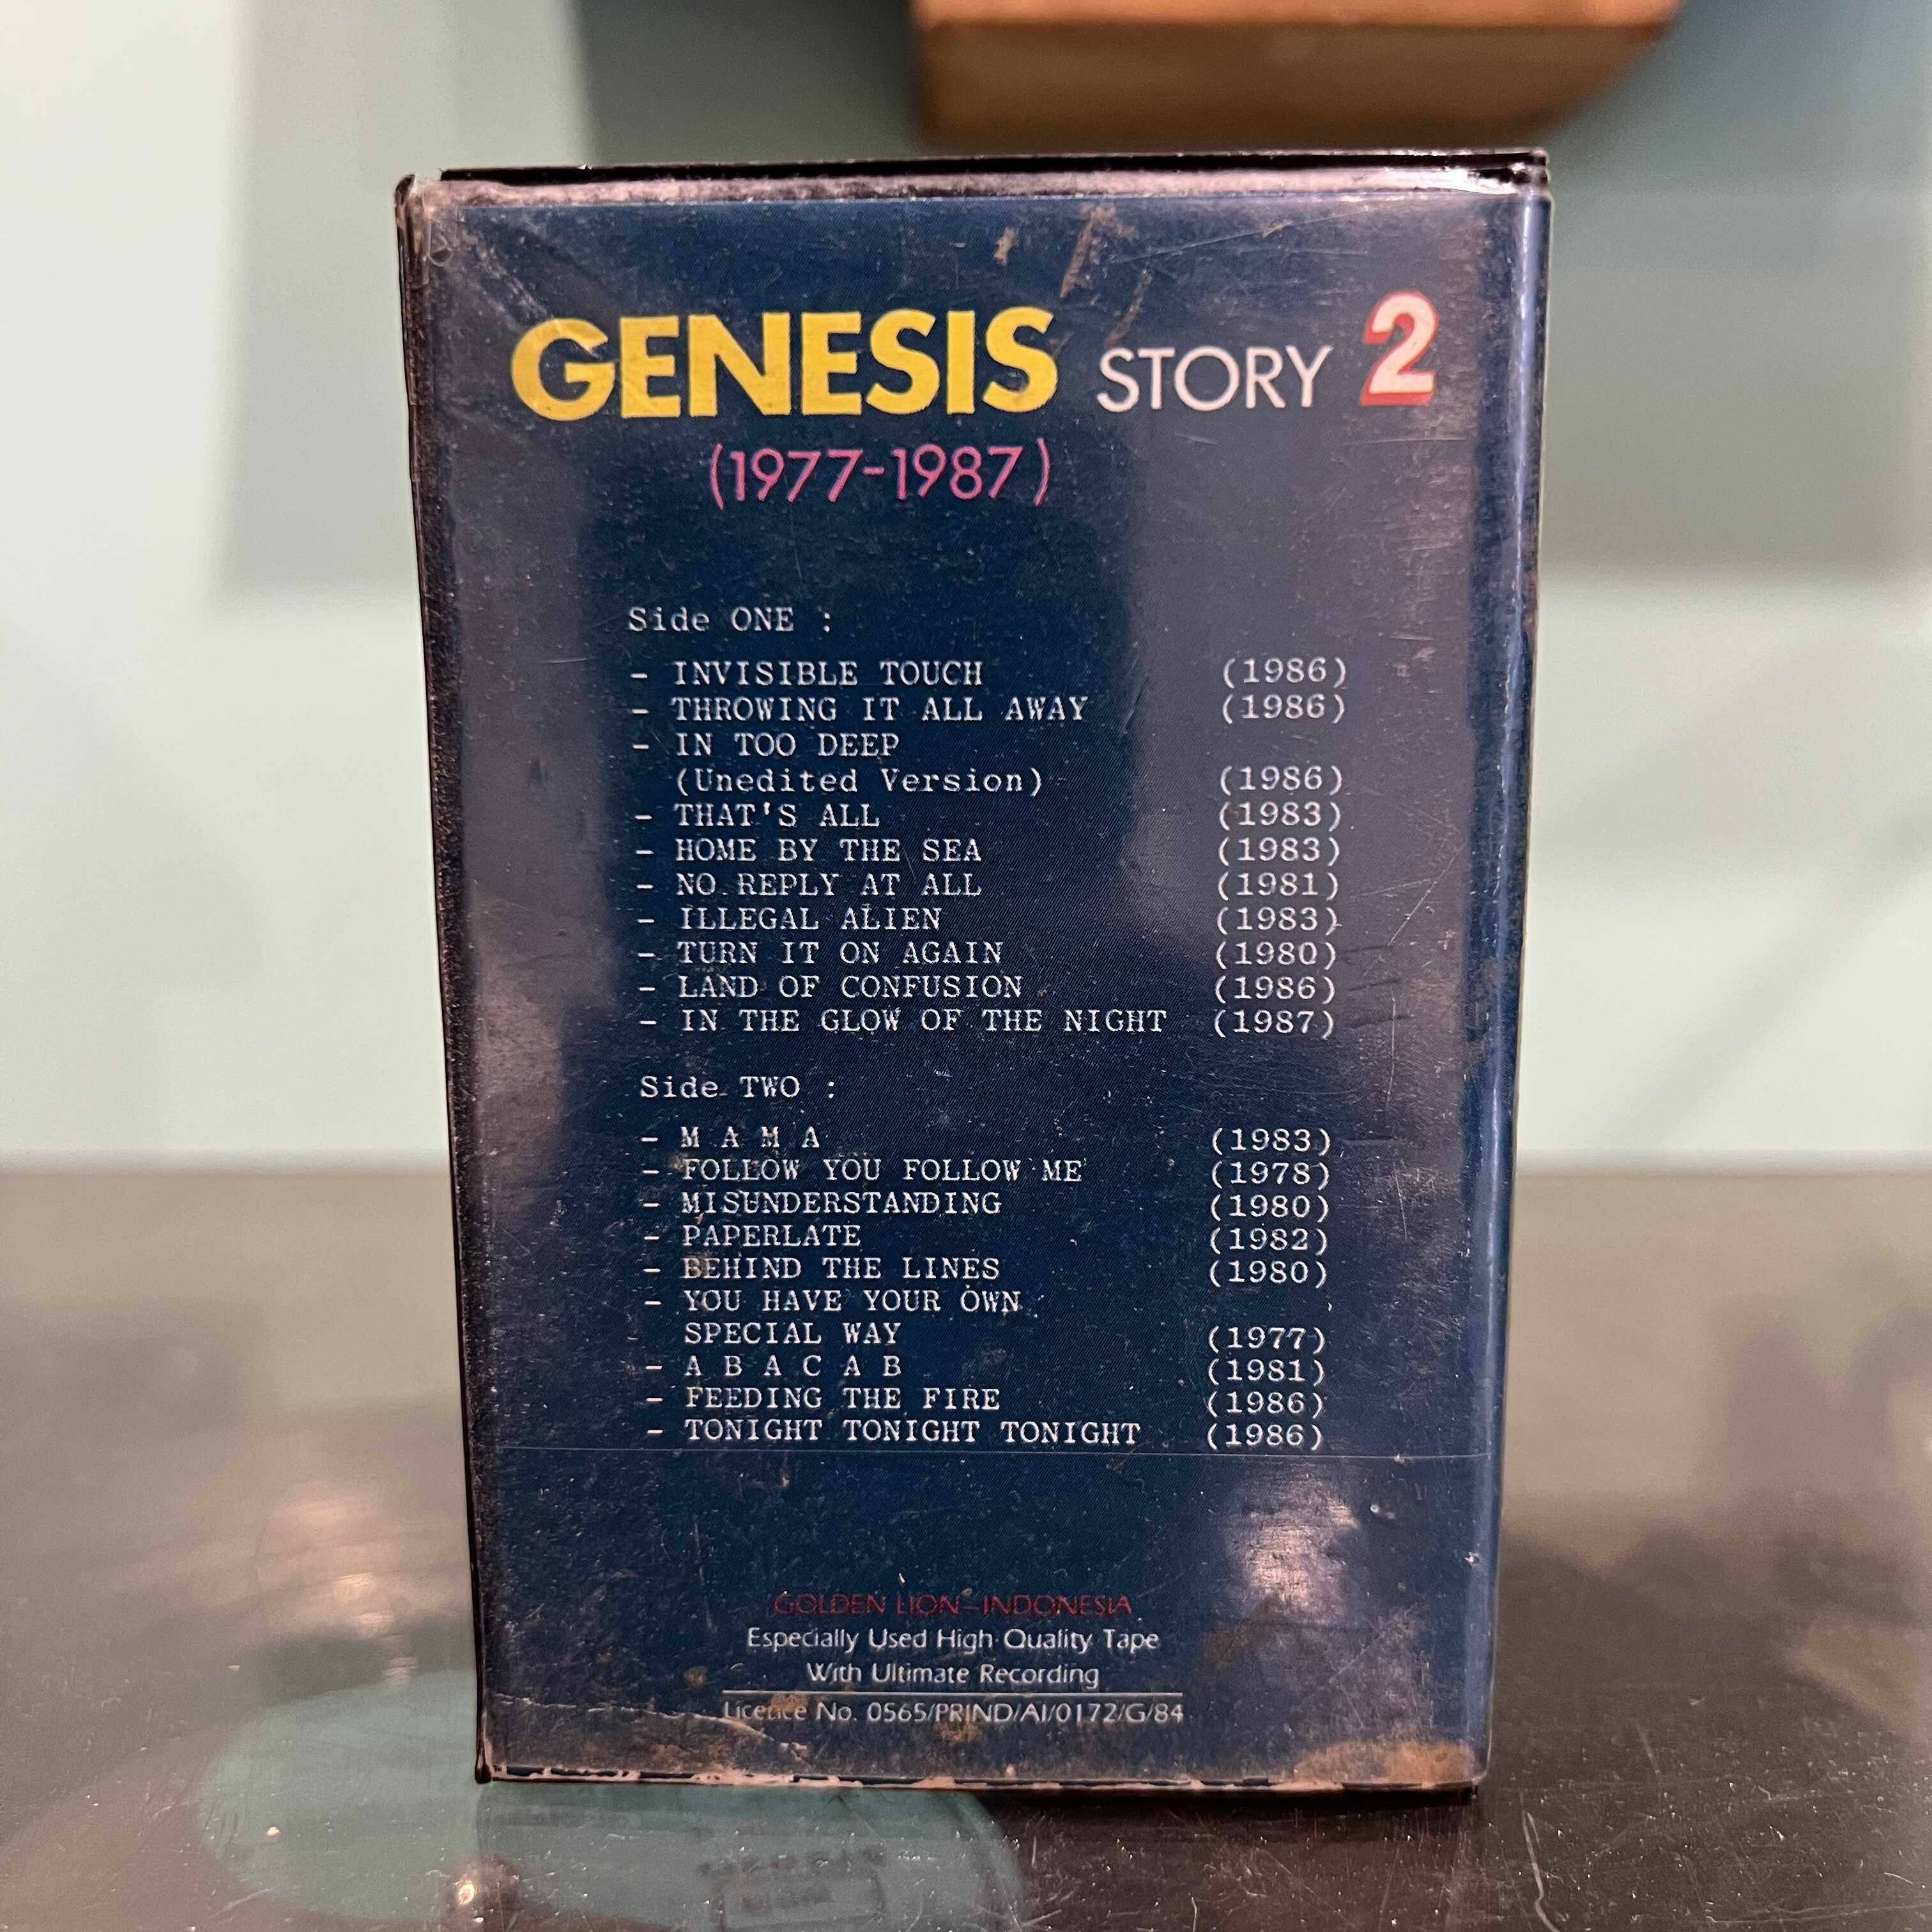 GENESIS STORY 2
(1977-1987)
Side ONE :
- INVISIBLE TOUCH (1986)
- THROWING IT ALL AWAY (1986)
- IN TOO DEEP
(Unedited Version) (1986)
- THAT'S ALL (1983)
- HOME BY THE SEA (1983)
- NO REPLY AT ALL (1981)
- ILLEGAL ALIEN (1983)
- TURN IT ON AGAIN (1980)
- LAND OF CONFUSION (1986)
- IN THE GLOW OF THE NIGHT (1987)
Side TWO :
- M A M A (1983)
- FOLLOW YOU FOLLOW ME (1978)
- MISUNDERSTANDING (1980)
- PAPERLATE (1982)
- BEHIND THE LINES (1980)
- YOU HAVE YOUR OWN
SPECIAL WAY (1977)
- A B A C A B (1981)
- FEEDING THE FIRE (1986)
- TONIGHT TONIGHT TONIGHT (1986)
GOLDEN LION-INDONESIA
Especially Used High Quality Tape
With Ultimate Recording
Licence No. 0565/PRIND/AI/0172/G/84